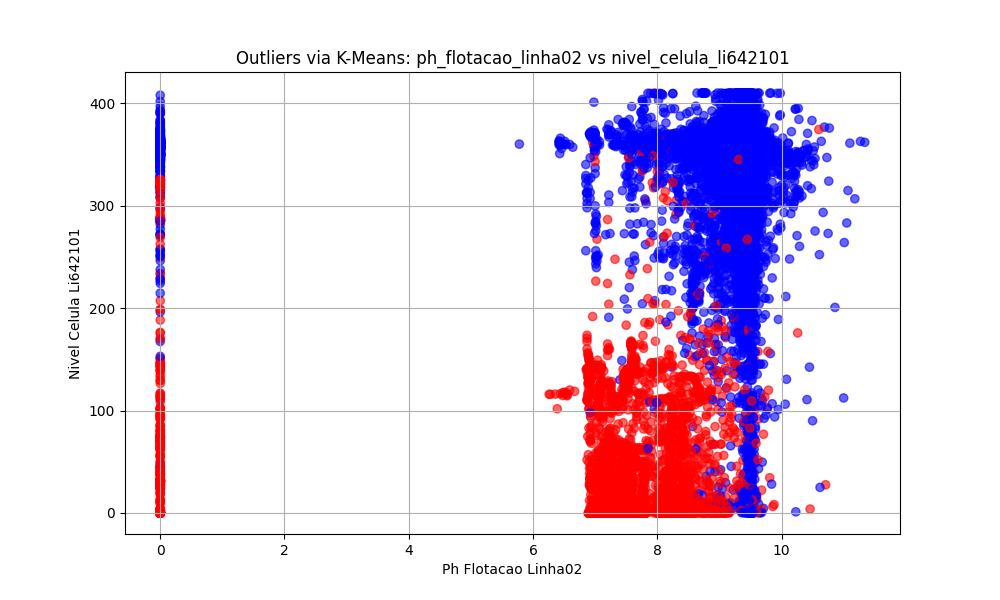 Outliers via K-Means: ph_flotacao_linha02 vs nivel_celula_li642101
400
300
200
100
0
Nivel Celula Li642101
0 2 4 6 8 10
Ph Flotacao Linha02